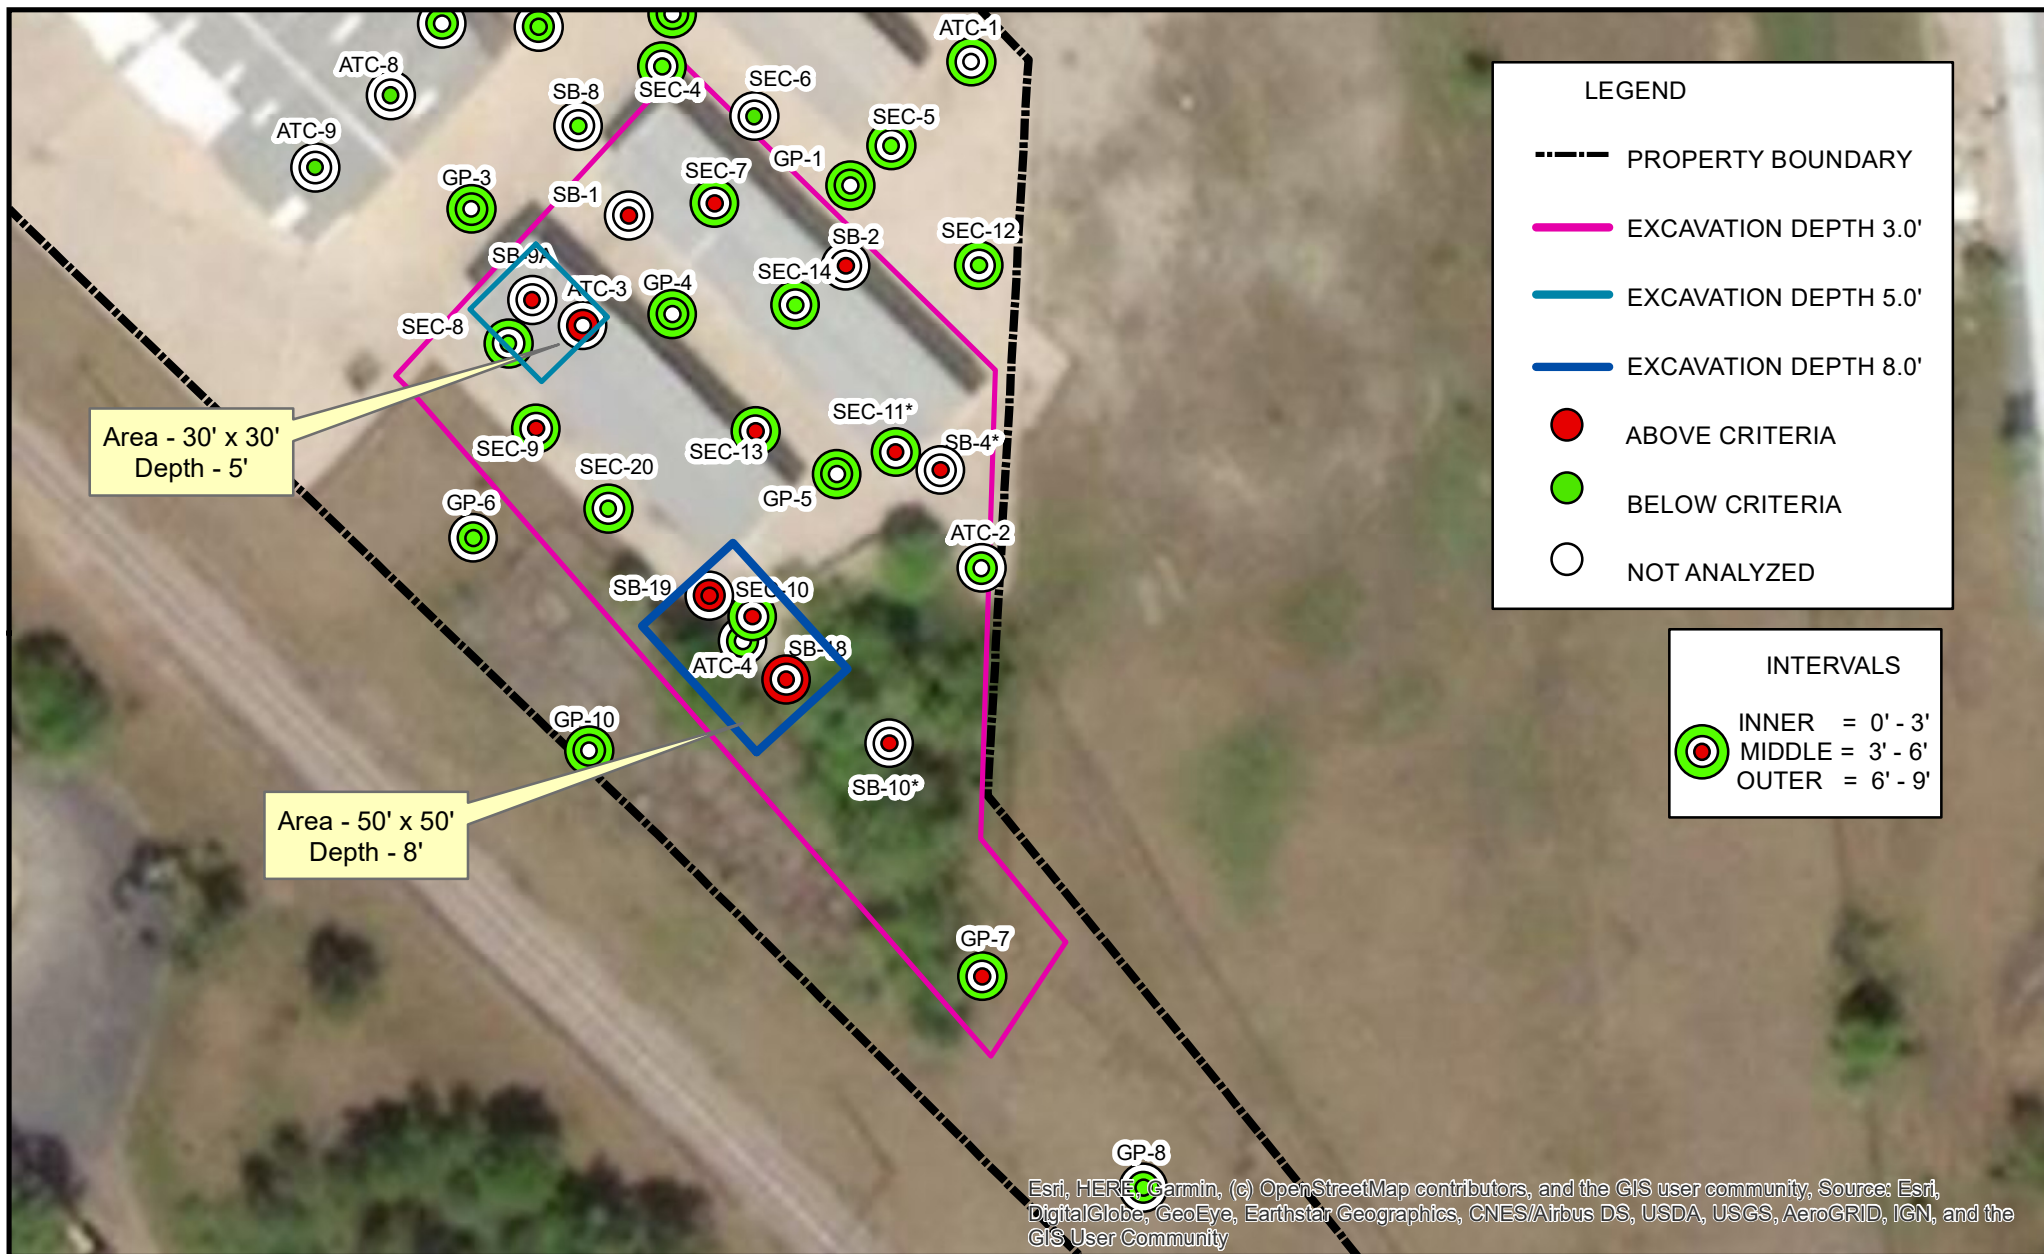 ATC-1
ATC-8
SEC-4
SEC-6
SB-8
SEC-5
ATC-9
GP-1
GP-3
SEC-7
SB-1
SB-2
SEC-12
SB-9A
SEC-14
ATC-3
GP-4
SEC-8
Area - 30' x 30'
Depth - 5'
SEC-11*
SB-4*
SEC-9
SEC-13
SEC-20
GP-5
GP-6
ATC-2
SB-19
SEC-10
ATC-4
SB-18
GP-10
SB-10*
Area - 50' x 50'
Depth - 8'
GP-7
GP-8
LEGEND
PROPERTY BOUNDARY
EXCAVATION DEPTH 3.0'
EXCAVATION DEPTH 5.0'
EXCAVATION DEPTH 8.0'
ABOVE CRITERIA
BELOW CRITERIA
NOT ANALYZED
INTERVALS
INNER = 0' - 3'
MIDDLE = 3' - 6'
OUTER = 6' - 9'
Esri, HERE, Garmin, (c) OpenStreetMap contributors, and the GIS user community, Source: Esri,
DigitalGlobe, GeoEye, Earthstar Geographics, CNES/Airbus DS, USDA, USGS, AeroGRID, IGN, and the
GIS User Community